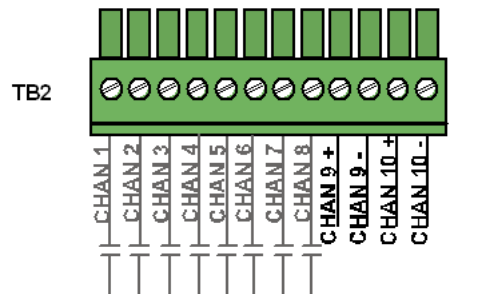 TB2
CHAN 1
CHAN 2
CHAN 3
CHAN 4
CHAN 5
CHAN 6
CHAN 7
CHAN 8
CHAN 9 +
CHAN 9 -
CHAN 10 +
CHAN 10 -